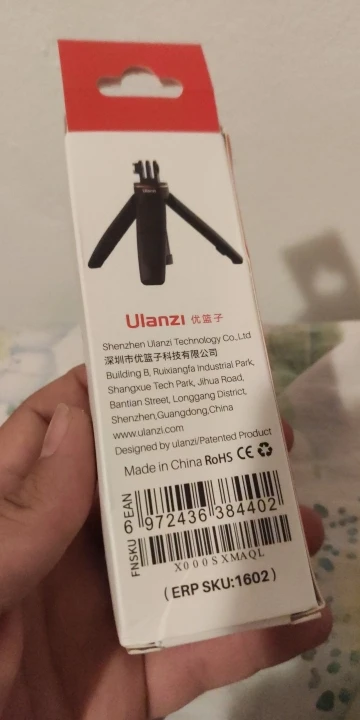 Ulanzi 优篮子
Shenzhen Ulanzi Technology Co.,Ltd
深圳市优篮子科技有限公司
Building B, Ruixiangfa Industrial Park,
Shangxue Tech Park, Jihua Road,
Bantian Street, Longgang District,
Shenzhen,Guangdong,China
www.ulanzi.com
Designed by ulanzi/Patented Product
Made in China RoHS CE
EAN
6 972436 384402
FNSKU
X000SXMAQL
(ERP SKU:1602)